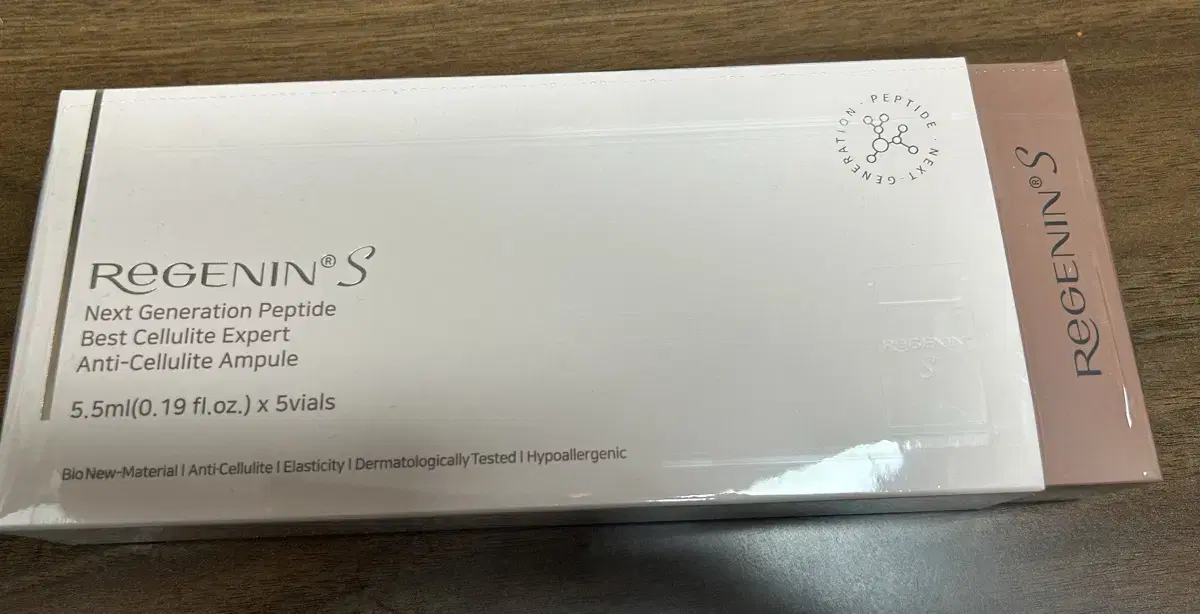 PEPTIDE · NEXT-GENERATION ·
ReGENIN® S
Next Generation Peptide
Best Cellulite Expert
Anti-Cellulite Ampule
5.5ml(0.19 fl.oz.) x 5vials
Bio New-Material I Anti-Cellulite I Elasticity I Dermatologically Tested I Hypoallergenic
ReGENIN
S
ReGENIN® S